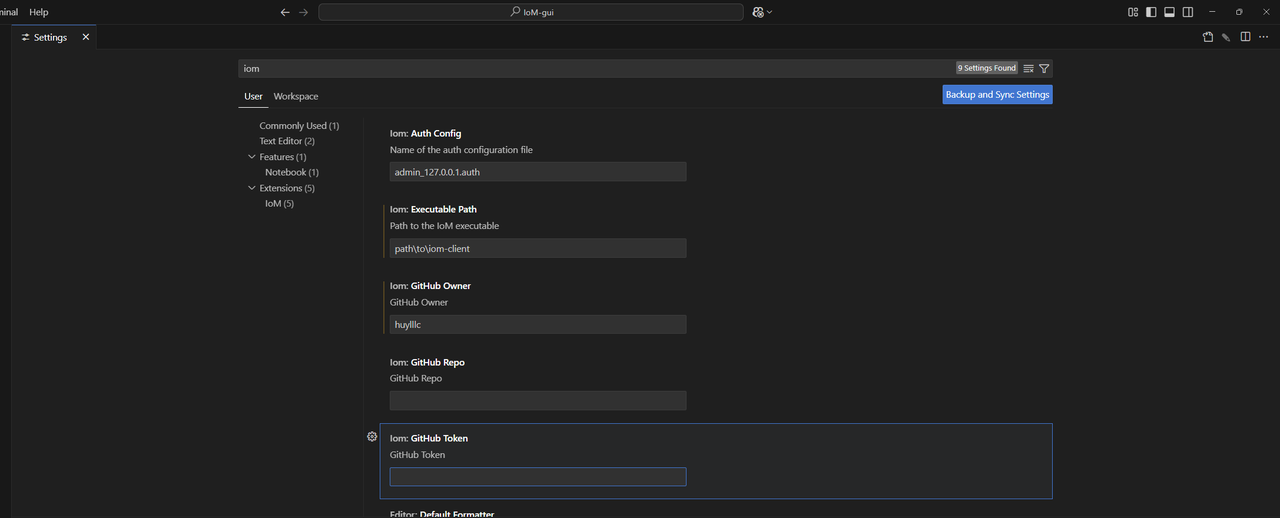 Help
IoM-gui
Settings
iom
9 Settings Found
User
Workspace
Backup and Sync Settings
Commonly Used (1)
Text Editor (2)
Features (1)
Notebook (1)
Extensions (5)
IoM (5)
Iom: Auth Config
Name of the auth configuration file
admin_127.0.0.1.auth
Iom: Executable Path
Path to the IoM executable
path\to\iom-client
Iom: GitHub Owner
GitHub Owner
huylllc
Iom: GitHub Repo
GitHub Repo
Iom: GitHub Token
GitHub Token
Editor: Default Formatter